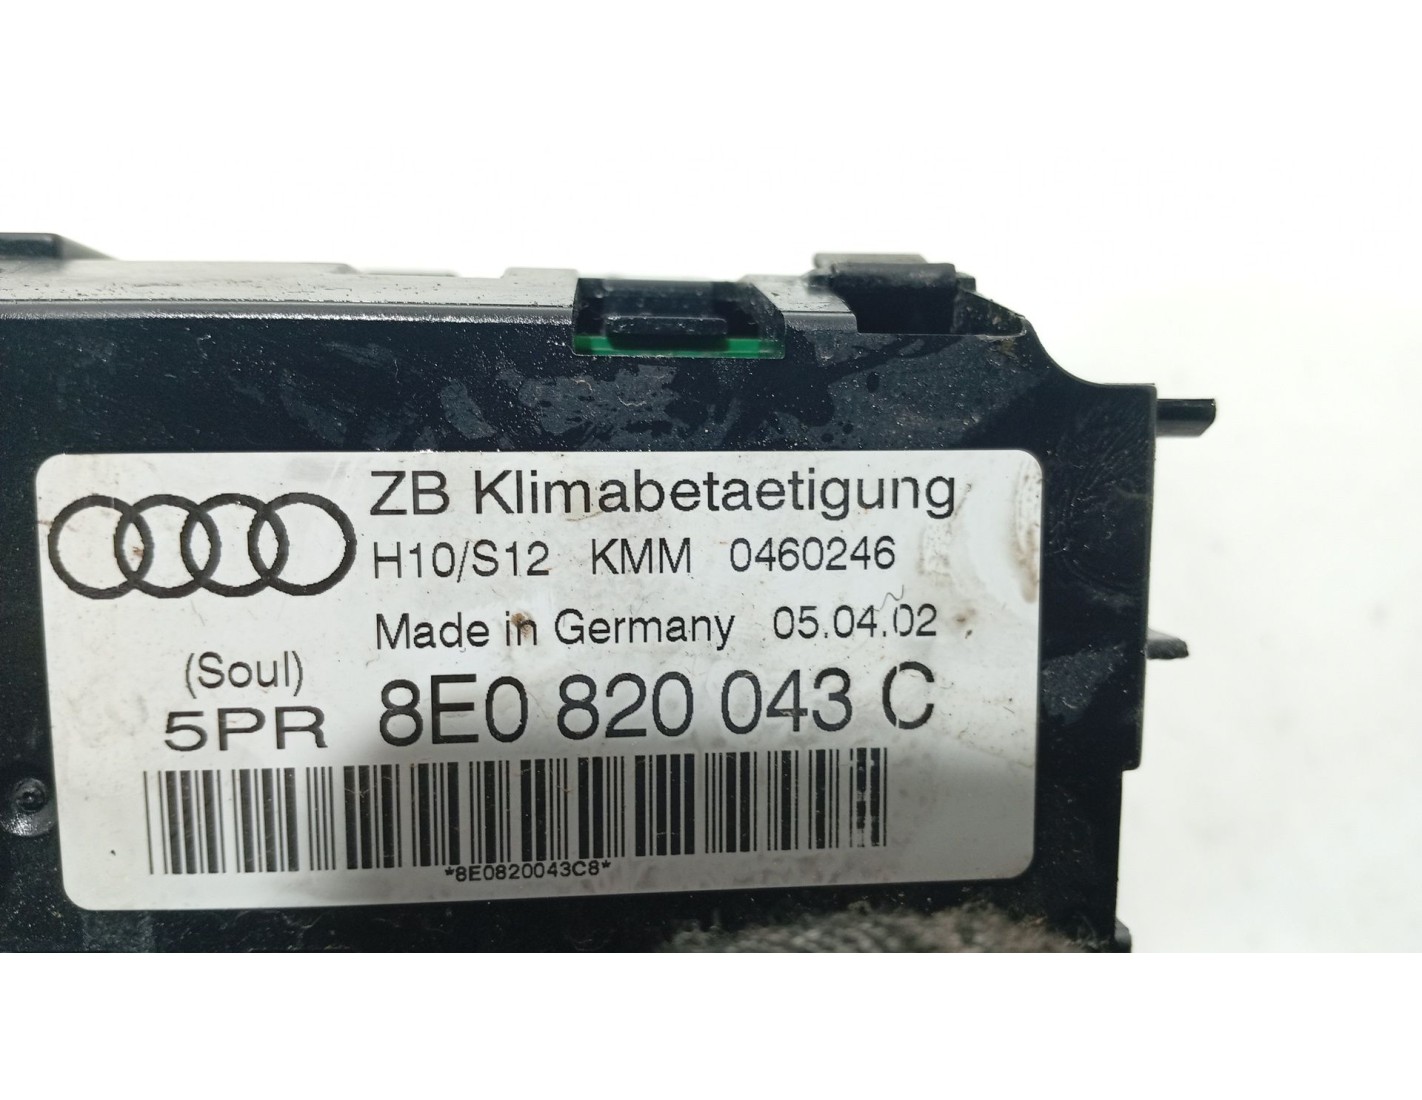 ZB Klimabetaetigung
H10/S12 KMM 0460246
Made in Germany 05.04.02
(Soul)
5PR 8E0 820 043 C
*8E0820043C8*